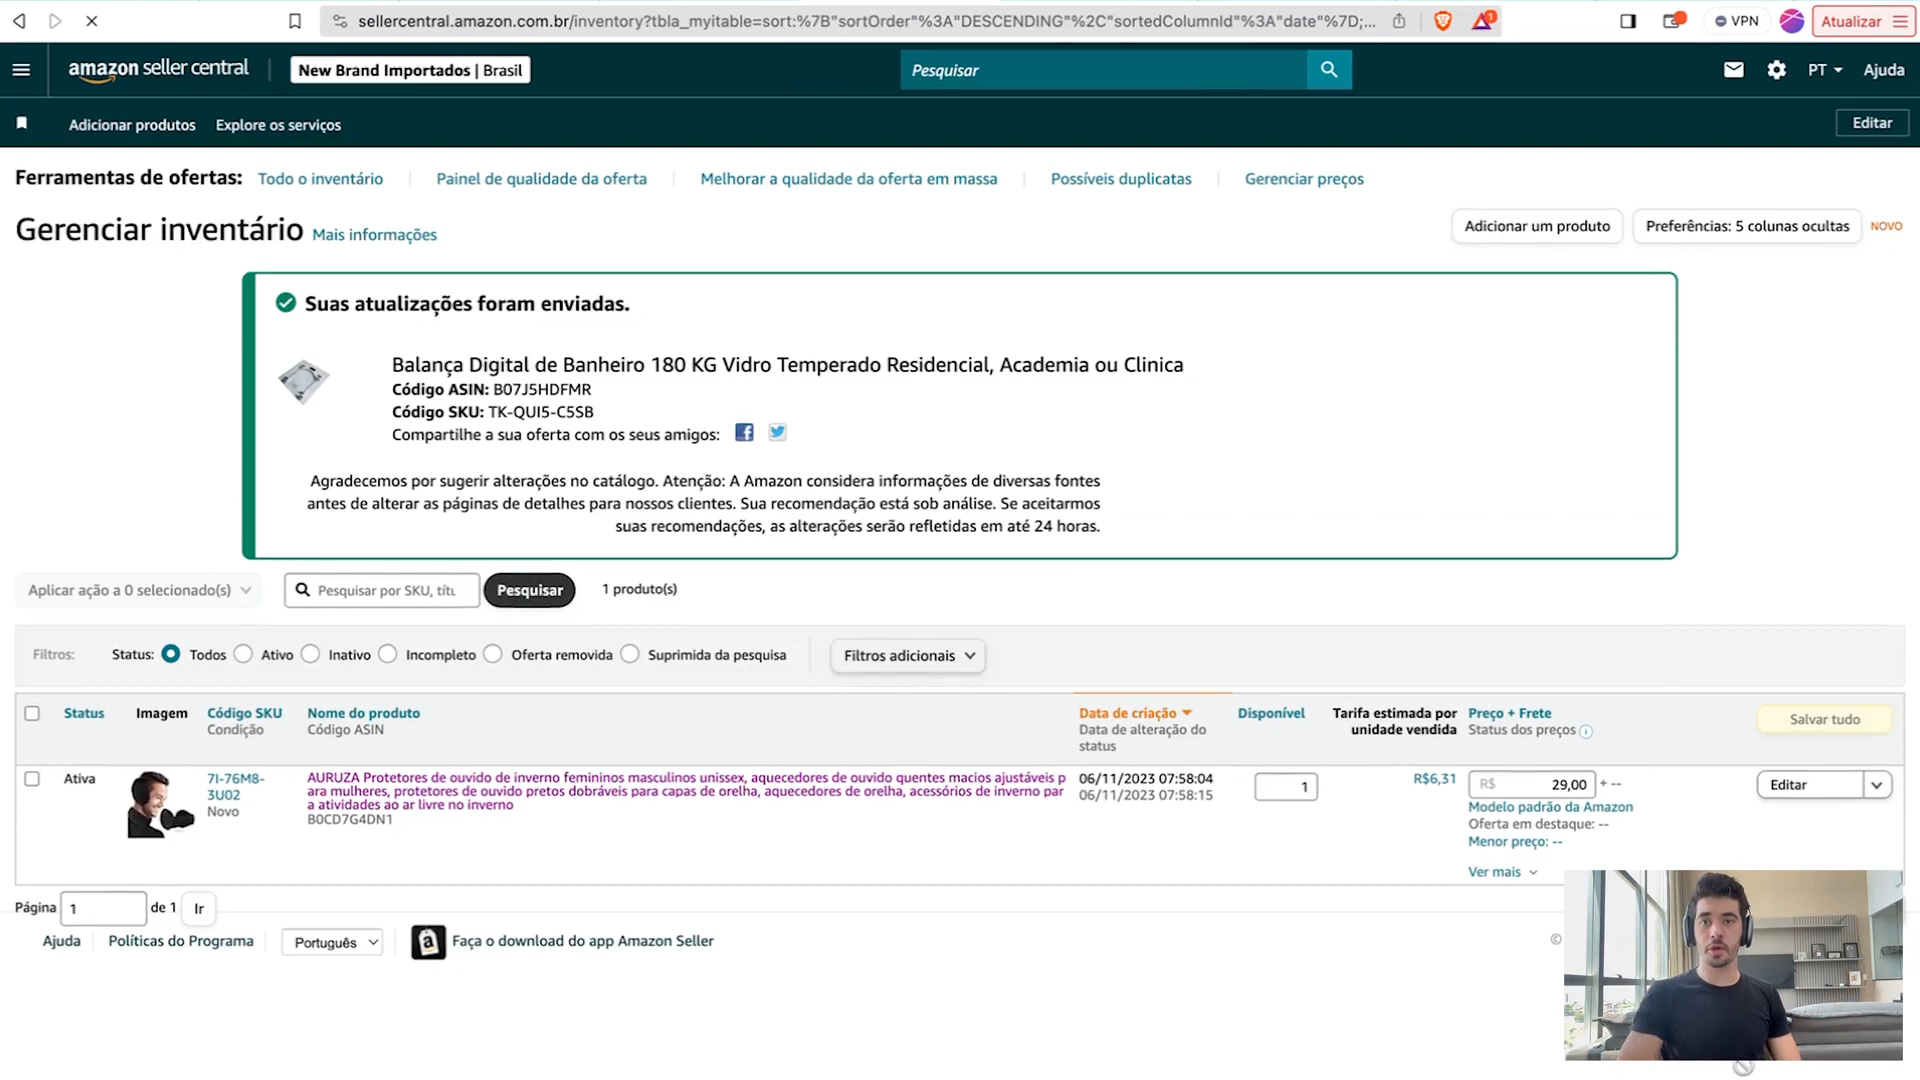 sellercentral.amazon.com.br/inventory?tbla_myitable=sort:%7B"sortOrder"%3A"DESCENDING"%2C"sortedColumnId"%3A"date"%7D;...
1
VPN
Atualizar
amazon seller central
New Brand Importados | Brasil
Pesquisar
PT
Ajuda
Adicionar produtos
Explore os serviços
Editar
Ferramentas de ofertas:
Todo o inventário
Painel de qualidade da oferta
Melhorar a qualidade da oferta em massa
Possíveis duplicatas
Gerenciar preços
Gerenciar inventário
Mais informações
Adicionar um produto
Preferências: 5 colunas ocultas
NOVO
Suas atualizações foram enviadas.
Balança Digital de Banheiro 180 KG Vidro Temperado Residencial, Academia ou Clinica
Código ASIN: B07J5HDFMR
Código SKU: TK-QUI5-C5SB
Compartilhe a sua oferta com os seus amigos:
Agradecemos por sugerir alterações no catálogo. Atenção: A Amazon considera informações de diversas fontes
antes de alterar as páginas de detalhes para nossos clientes. Sua recomendação está sob análise. Se aceitarmos
suas recomendações, as alterações serão refletidas em até 24 horas.
Aplicar ação a 0 selecionado(s)
Pesquisar por SKU, títu
Pesquisar
1 produto(s)
Filtros:
Status:
Todos
Ativo
Inativo
Incompleto
Oferta removida
Suprimida da pesquisa
Filtros adicionais
Status
Imagem
Código SKU
Condição
Nome do produto
Código ASIN
Data de criação
Data de alteração do
status
Disponível
Tarifa estimada por
unidade vendida
Preço + Frete
Status dos preços
Salvar tudo
Ativa
7I-76M8-
3U02
Novo
AURUZA Protetores de ouvido de inverno femininos masculinos unissex, aquecedores de ouvido quentes macios ajustáveis p
ara mulheres, protetores de ouvido pretos dobráveis para capas de orelha, aquecedores de orelha, acessórios de inverno par
a atividades ao ar livre no inverno
B0CD7G4DN1
06/11/2023 07:58:04
06/11/2023 07:58:15
1
R$6,31
R$ 29,00 + --
Modelo padrão da Amazon
Oferta em destaque: --
Menor preço: --
Ver mais
Editar
Página 1 de 1 Ir
Ajuda
Políticas do Programa
Português
a
Faça o download do app Amazon Seller
©